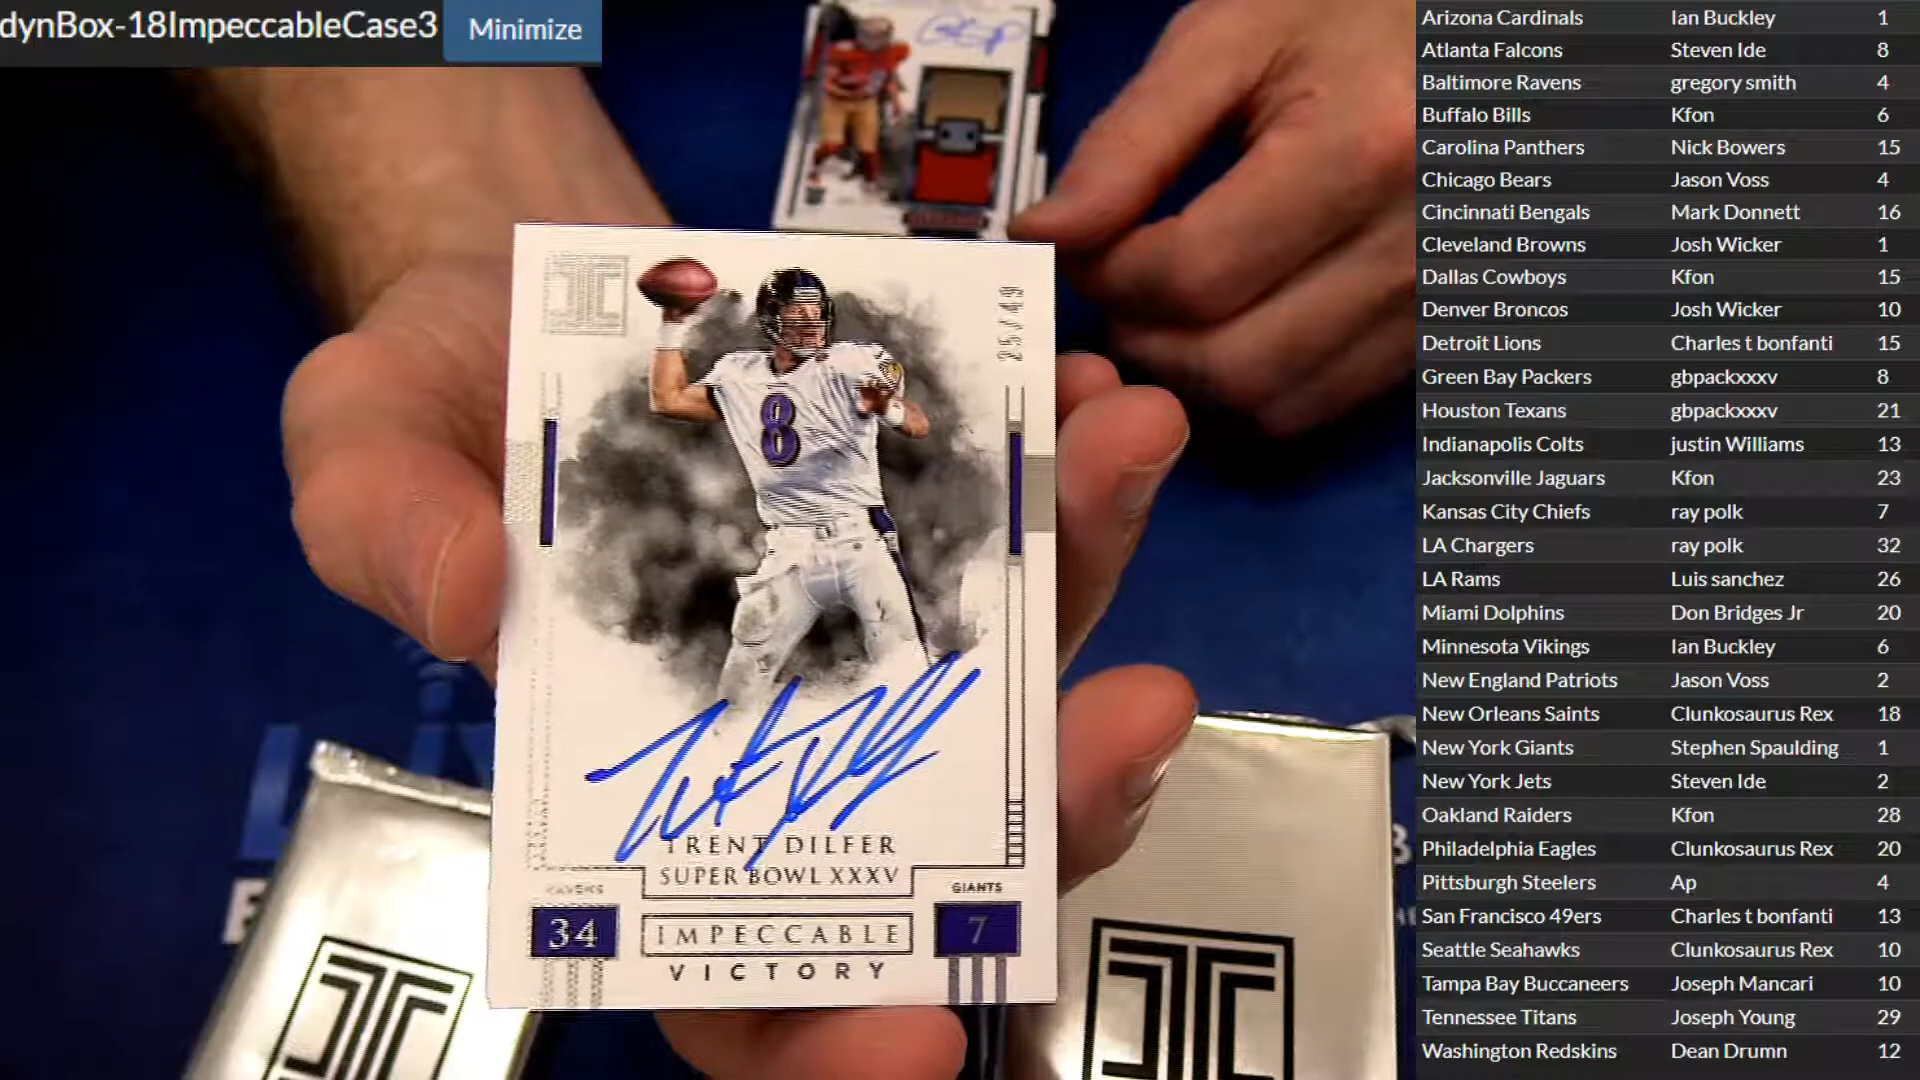 dynBox-18ImpeccableCase3
Minimize
25/49
8
TRENT DILFER
SUPER BOWL XXXV
RAVENS
GIANTS
34
IMPECCABLE
7
VICTORY
Arizona Cardinals Ian Buckley 1
Atlanta Falcons Steven Ide 8
Baltimore Ravens gregory smith 4
Buffalo Bills Kfon 6
Carolina Panthers Nick Bowers 15
Chicago Bears Jason Voss 4
Cincinnati Bengals Mark Donnett 16
Cleveland Browns Josh Wicker 1
Dallas Cowboys Kfon 15
Denver Broncos Josh Wicker 10
Detroit Lions Charles t bonfanti 15
Green Bay Packers gbpackxxxv 8
Houston Texans gbpackxxxv 21
Indianapolis Colts justin Williams 13
Jacksonville Jaguars Kfon 23
Kansas City Chiefs ray polk 7
LA Chargers ray polk 32
LA Rams Luis sanchez 26
Miami Dolphins Don Bridges Jr 20
Minnesota Vikings Ian Buckley 6
New England Patriots Jason Voss 2
New Orleans Saints Clunkosaurus Rex 18
New York Giants Stephen Spaulding 1
New York Jets Steven Ide 2
Oakland Raiders Kfon 28
Philadelphia Eagles Clunkosaurus Rex 20
Pittsburgh Steelers Ap 4
San Francisco 49ers Charles t bonfanti 13
Seattle Seahawks Clunkosaurus Rex 10
Tampa Bay Buccaneers Joseph Mancari 10
Tennessee Titans Joseph Young 29
Washington Redskins Dean Drumn 12